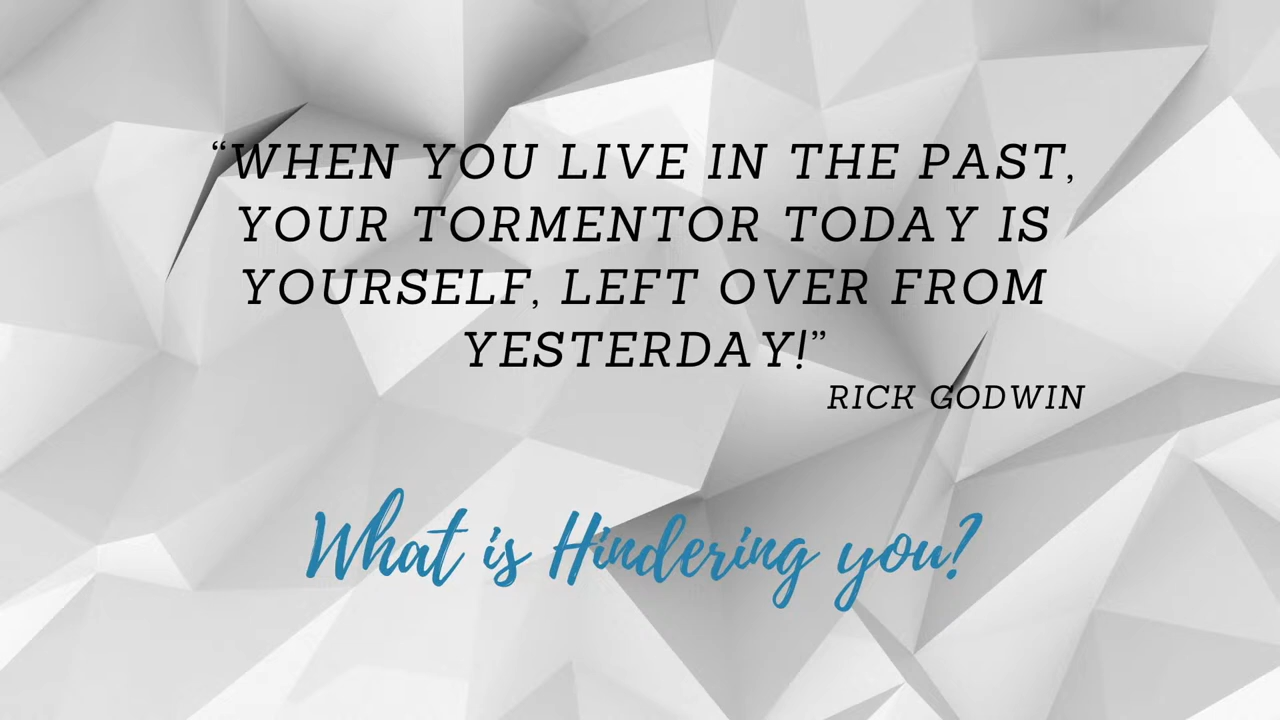 “WHEN YOU LIVE IN THE PAST,
YOUR TORMENTOR TODAY IS
YOURSELF, LEFT OVER FROM
YESTERDAY!”
RICK GODWIN
What is Hindering you?